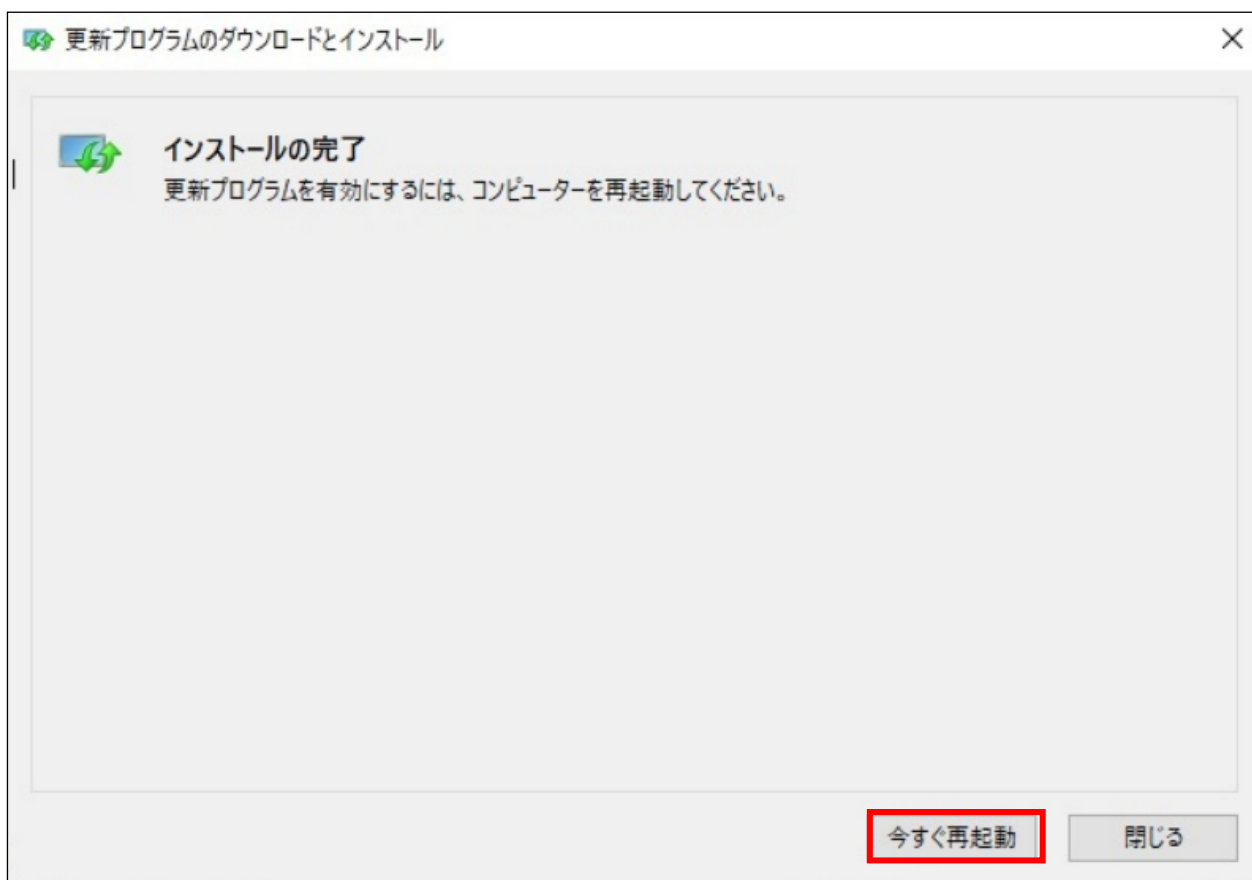 更新プログラムのダウンロードとインストール
インストールの完了
更新プログラムを有効にするには、コンピューターを再起動してください。
今すぐ再起動
閉じる